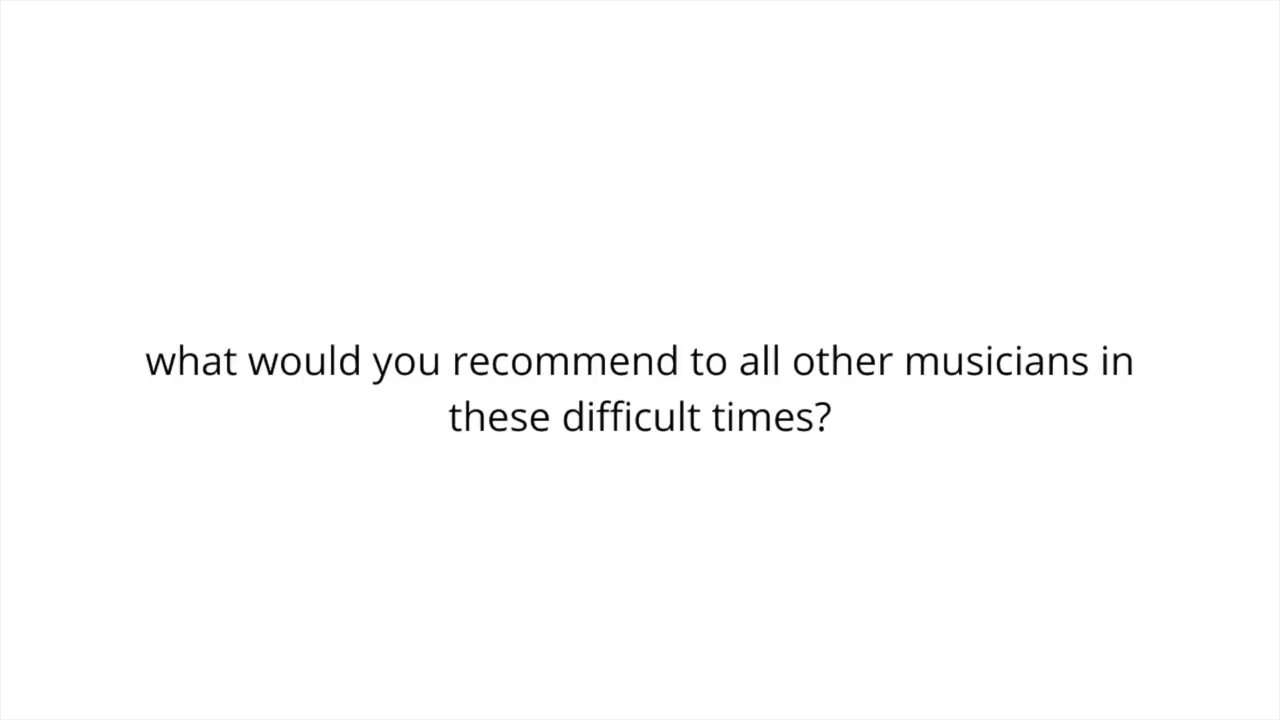 what would you recommend to all other musicians in
these difficult times?